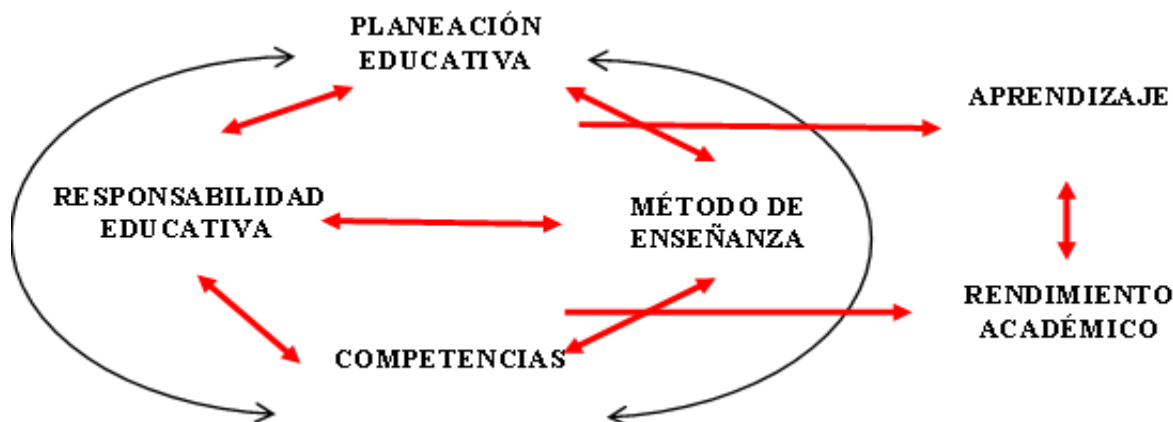 PLANEACIÓN
EDUCATIVA
APRENDIZAJE
RESPONSABILIDAD
EDUCATIVA
MÉTODO DE
ENSEÑANZA
RENDIMIENTO
ACADÉMICO
COMPETENCIAS